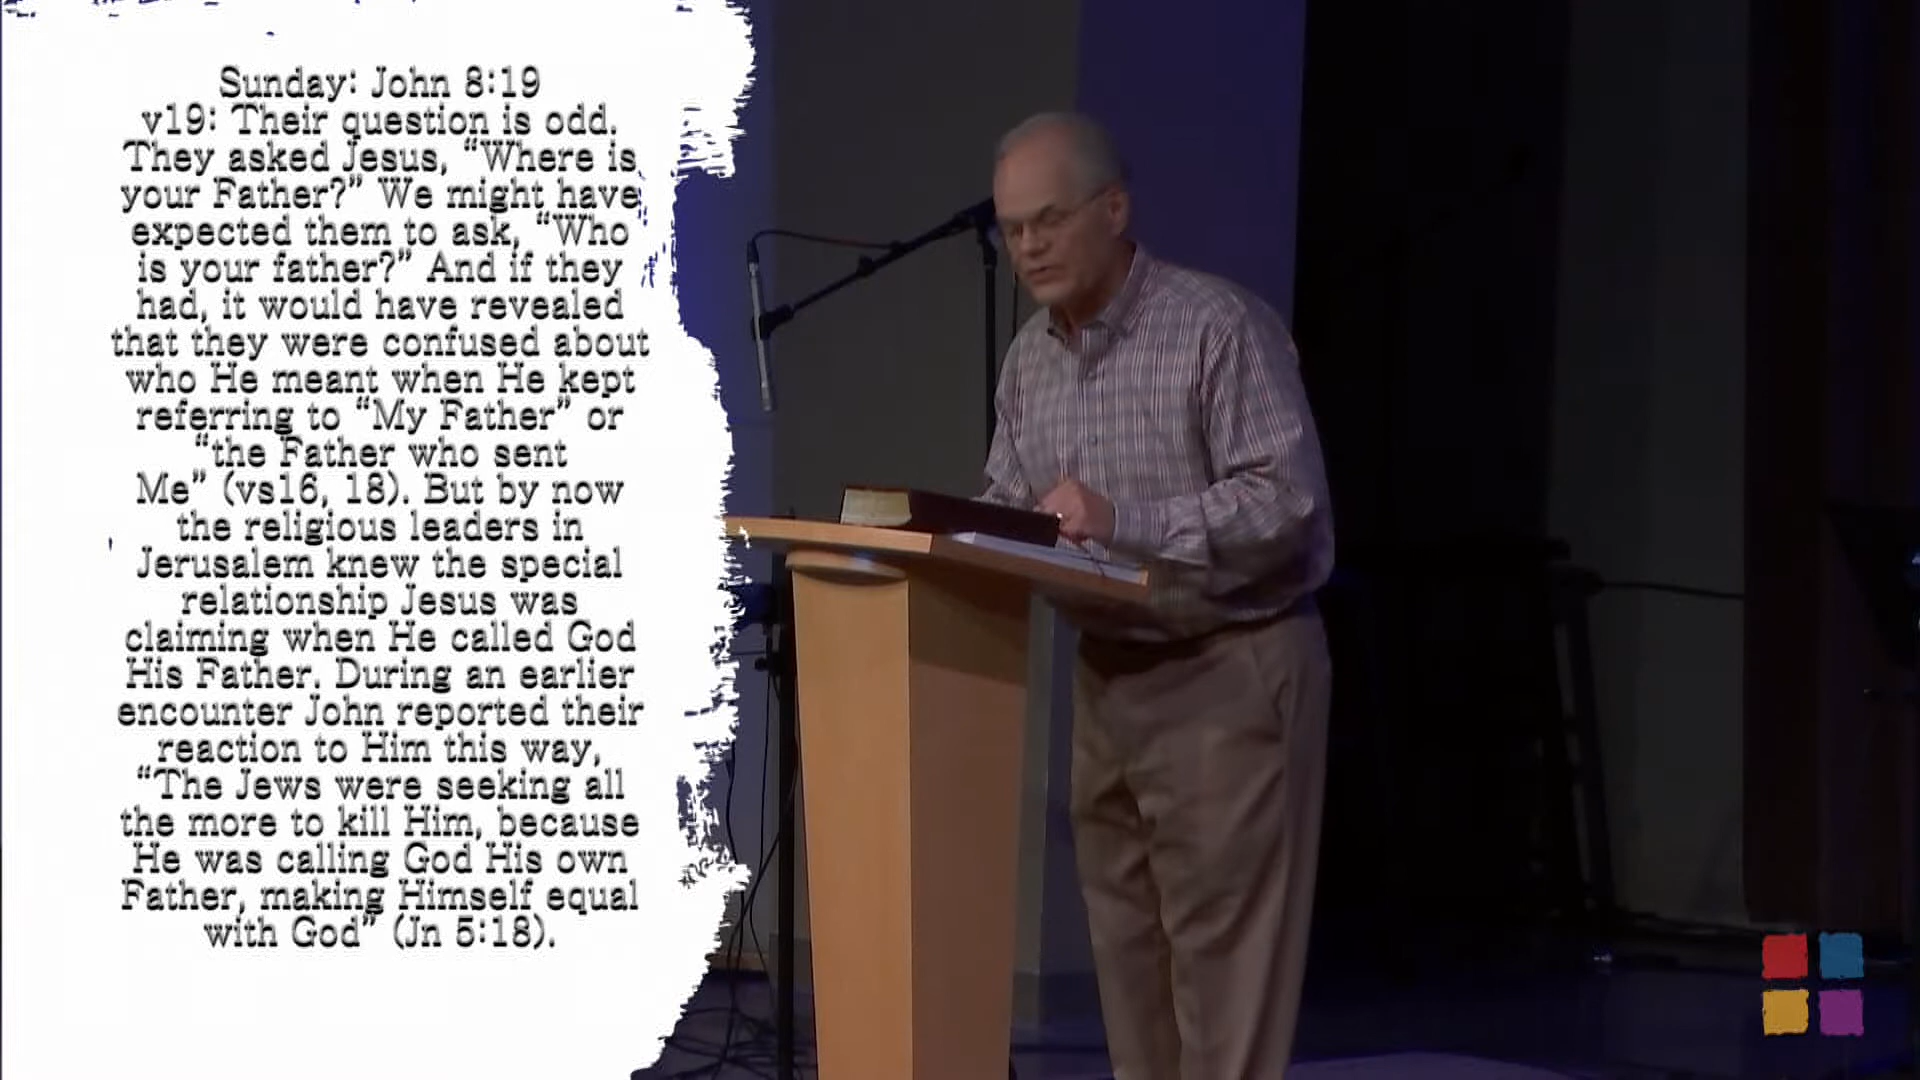 Sunday: John 8:19
v19: Their question is odd.
They asked Jesus, “Where is
your Father?” We might have
expected them to ask, “Who
is your father?” And if they
had, it would have revealed
that they were confused about
who He meant when He kept
referring to “My Father” or
“the Father who sent
Me” (vs16, 18). But by now
the religious leaders in
Jerusalem knew the special
relationship Jesus was
claiming when He called God
His Father. During an earlier
encounter John reported their
reaction to Him this way,
“The Jews were seeking all
the more to kill Him, because
He was calling God His own
Father, making Himself equal
with God” (Jn 5:18).